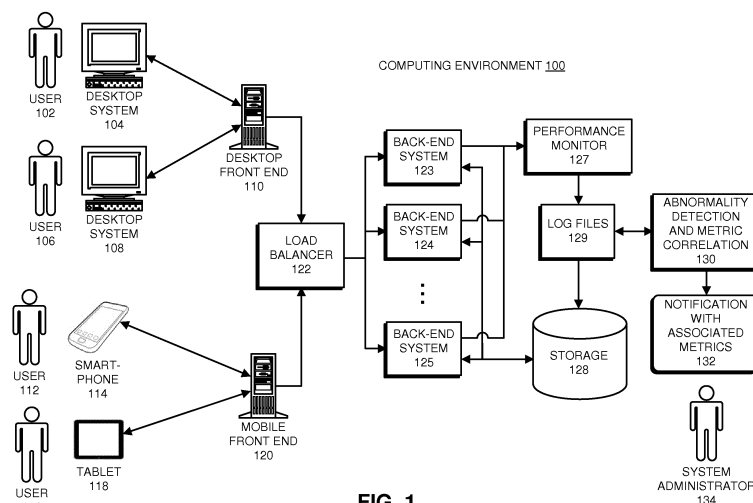 COMPUTING ENVIRONMENT 100
USER
102
DESKTOP
SYSTEM
104
DESKTOP
FRONT END
110
USER
106
DESKTOP
SYSTEM
108
LOAD
BALANCER
122
BACK-END
SYSTEM
123
BACK-END
SYSTEM
124
BACK-END
SYSTEM
125
PERFORMANCE
MONITOR
127
LOG FILES
129
STORAGE
128
ABNORMALITY
DETECTION
AND METRIC
CORRELATION
130
NOTIFICATION
WITH
ASSOCIATED
METRICS
132
USER
112
SMART-
PHONE
114
MOBILE
FRONT END
120
USER
TABLET
118
SYSTEM
ADMINISTRATOR
134
FIG. 1